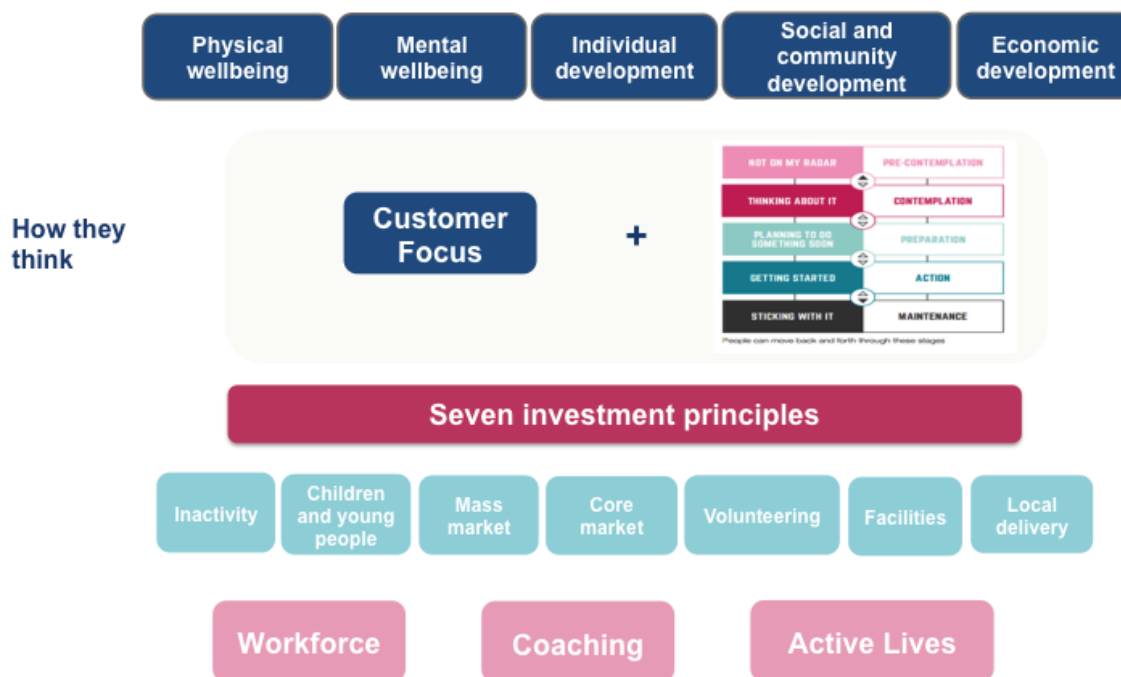 Physical
wellbeing
Mental
wellbeing
Individual
development
Social and
community
development
Economic
development
How they
think
Customer
Focus
+
NOT ON MY RADAR
PRE-CONTEMPLATION
THINKING ABOUT IT
CONTEMPLATION
PLANNING TO DO
SOMETHING SOON
PREPARATION
GETTING STARTED
ACTION
STICKING WITH IT
MAINTENANCE
People can move back and forth through these stages
Seven investment principles
Inactivity
Children
and young
people
Mass
market
Core
market
Volunteering
Facilities
Local
delivery
Workforce
Coaching
Active Lives